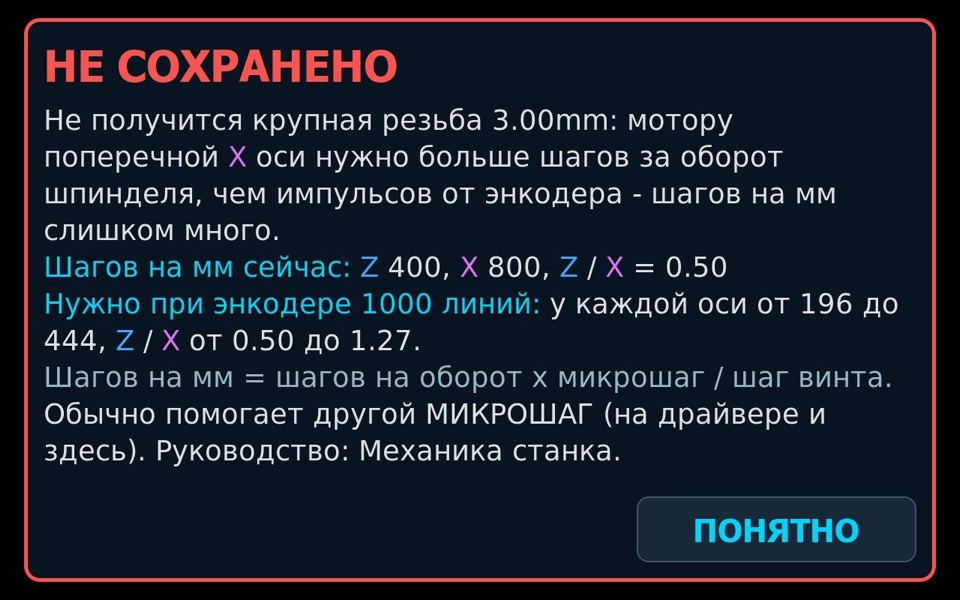 НЕ СОХРАНЕНО
Не получится крупная резьба 3.00mm: мотору
поперечной X оси нужно больше шагов за оборот
шпинделя, чем импульсов от энкодера - шагов на мм
слишком много.
Шагов на мм сейчас: Z 400, X 800, Z / X = 0.50
Нужно при энкодере 1000 линий: у каждой оси от 196 до
444, Z / X от 0.50 до 1.27.
Шагов на мм = шагов на оборот x микрошаг / шаг винта.
Обычно помогает другой МИКРОШАГ (на драйвере и
здесь). Руководство: Механика станка.
ПОНЯТНО